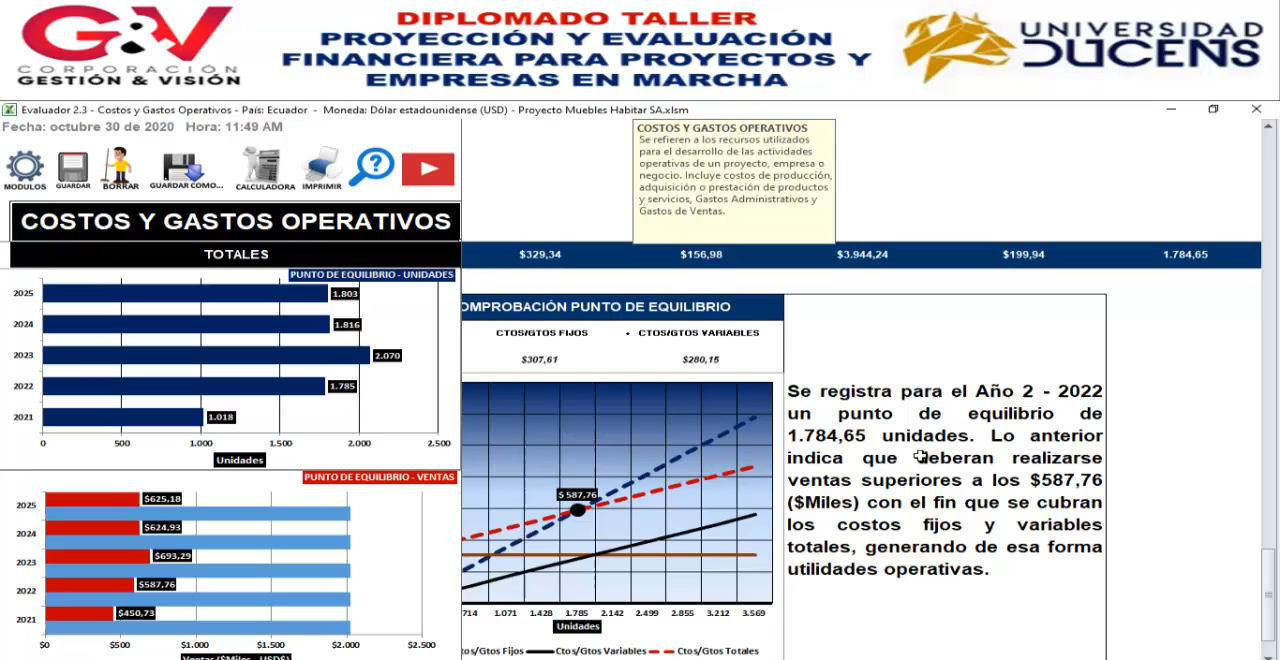 G&V
CORPORACIÓN
GESTIÓN & VISIÓN
DIPLOMADO TALLER
PROYECCIÓN Y EVALUACIÓN
FINANCIERA PARA PROYECTOS Y
EMPRESAS EN MARCHA
UNIVERSIDAD
DUCENS
Evaluador 2.3 - Costos y Gastos Operativos - País: Ecuador - Moneda: Dólar estadounidense (USD) - Proyecto Muebles Habitar SA.xlsm
Fecha: octubre 30 de 2020 Hora: 11:49 AM
MODULOS GUARDAR BORRAR GUARDAR COMO... CALCULADORA IMPRIMIR
COSTOS Y GASTOS OPERATIVOS
Se refieren a los recursos utilizados
para el desarrollo de las actividades
operativas de un proyecto, empresa o
negocio. Incluye costos de producción,
adquisición o prestación de productos
y servicios, Gastos Administrativos y
Gastos de Ventas.
COSTOS Y GASTOS OPERATIVOS
TOTALES $329,34 $156,98 $3.944,24 $199,94 1.784,65
PUNTO DE EQUILIBRIO - UNIDADES
2025 1.803
2024 1.816
2023 2.070
2022 1.785
2021 1.018
0 500 1.000 1.500 2.000 2.500
Unidades
PUNTO DE EQUILIBRIO - VENTAS
2025 $625,18
2024 $624,93
2023 $693,29
2022 $587,76
2021 $450,73
$0 $500 $1.000 $1.500 $2.000 $2.500
Ventas ($Miles - USD$)
OMPROBACIÓN PUNTO DE EQUILIBRIO
CTOS/GTOS FIJOS + CTOS/GTOS VARIABLES
$307,61 $280,15
$587,76
714 1.071 1.428 1.785 2.142 2.499 2.855 3.212 3.569
Unidades
os/Gtos Fijos Ctos/Gtos Variables Ctos/Gtos Totales
Se registra para el Año 2 - 2022
un punto de equilibrio de
1.784,65 unidades. Lo anterior
indica que deberan realizarse
ventas superiores a los $587,76
($Miles) con el fin que se cubran
los costos fijos y variables
totales, generando de esa forma
utilidades operativas.